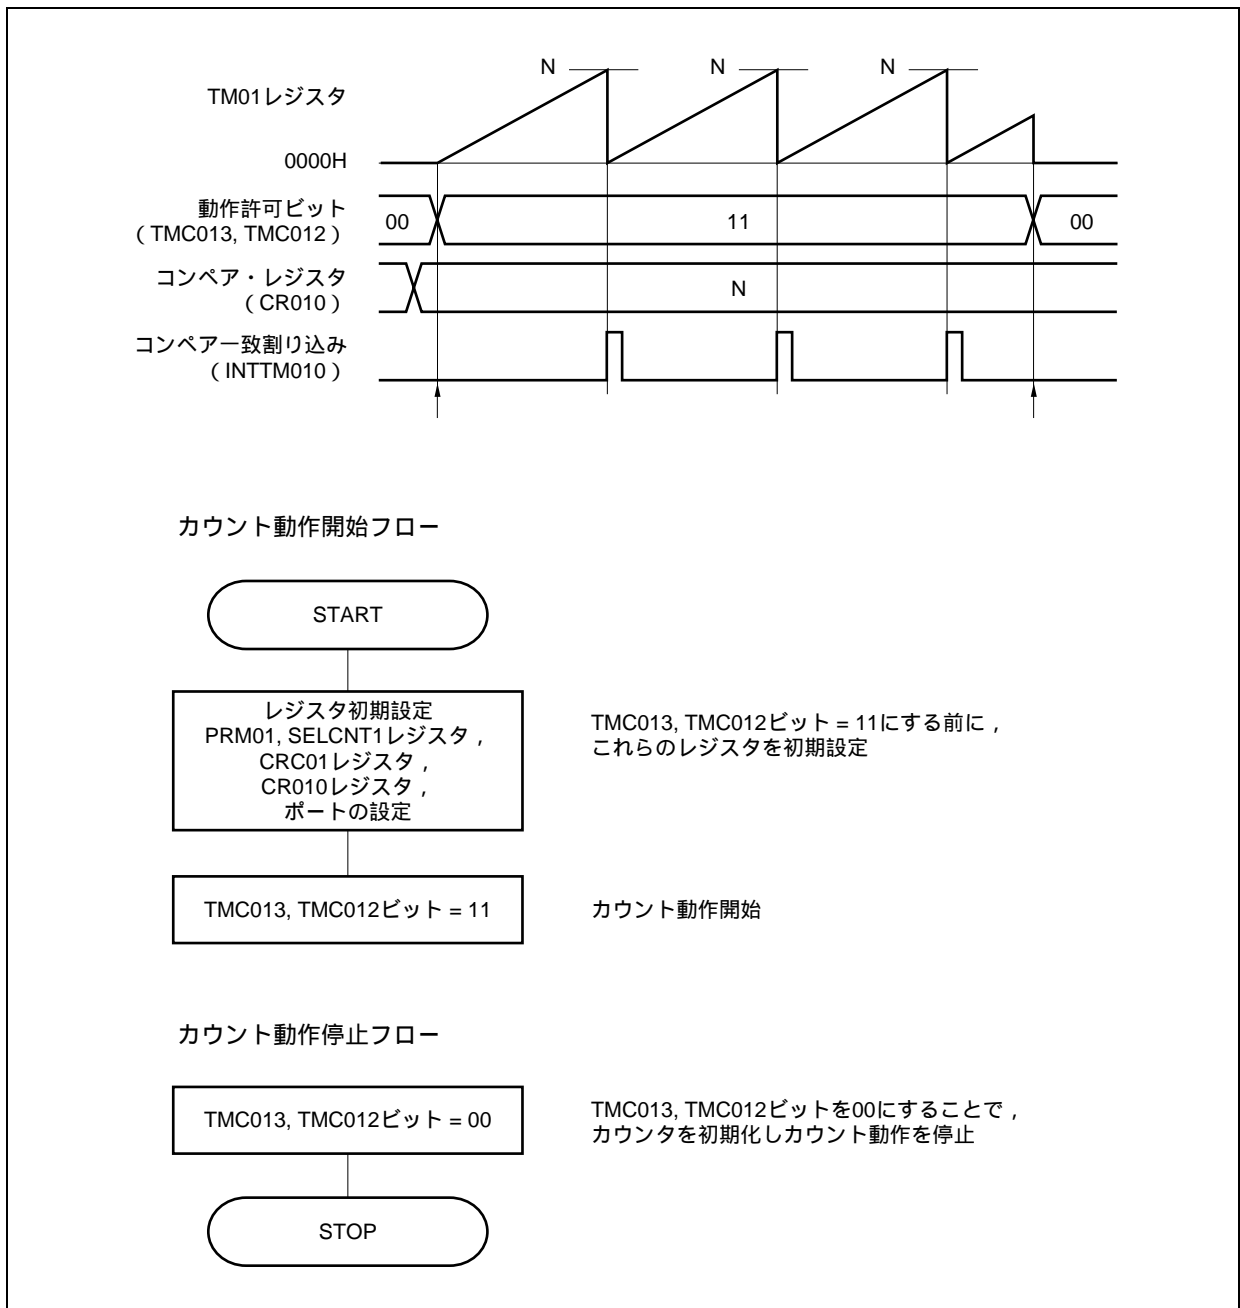 N
N
N
TM01レジスタ
0000H
動作許可ビット
（TMC013, TMC012）
00
11
00
コンペア・レジスタ
（CR010）
N
コンペア一致割り込み
（INTTM010）
カウント動作開始フロー
START
レジスタ初期設定
PRM01, SELCNT1レジスタ，
CRC01レジスタ，
CR010レジスタ，
ポートの設定
TMC013, TMC012ビット = 11にする前に，
これらのレジスタを初期設定
TMC013, TMC012ビット = 11
カウント動作開始
カウント動作停止フロー
TMC013, TMC012ビット = 00
TMC013, TMC012ビットを00にすることで，
カウンタを初期化しカウント動作を停止
STOP